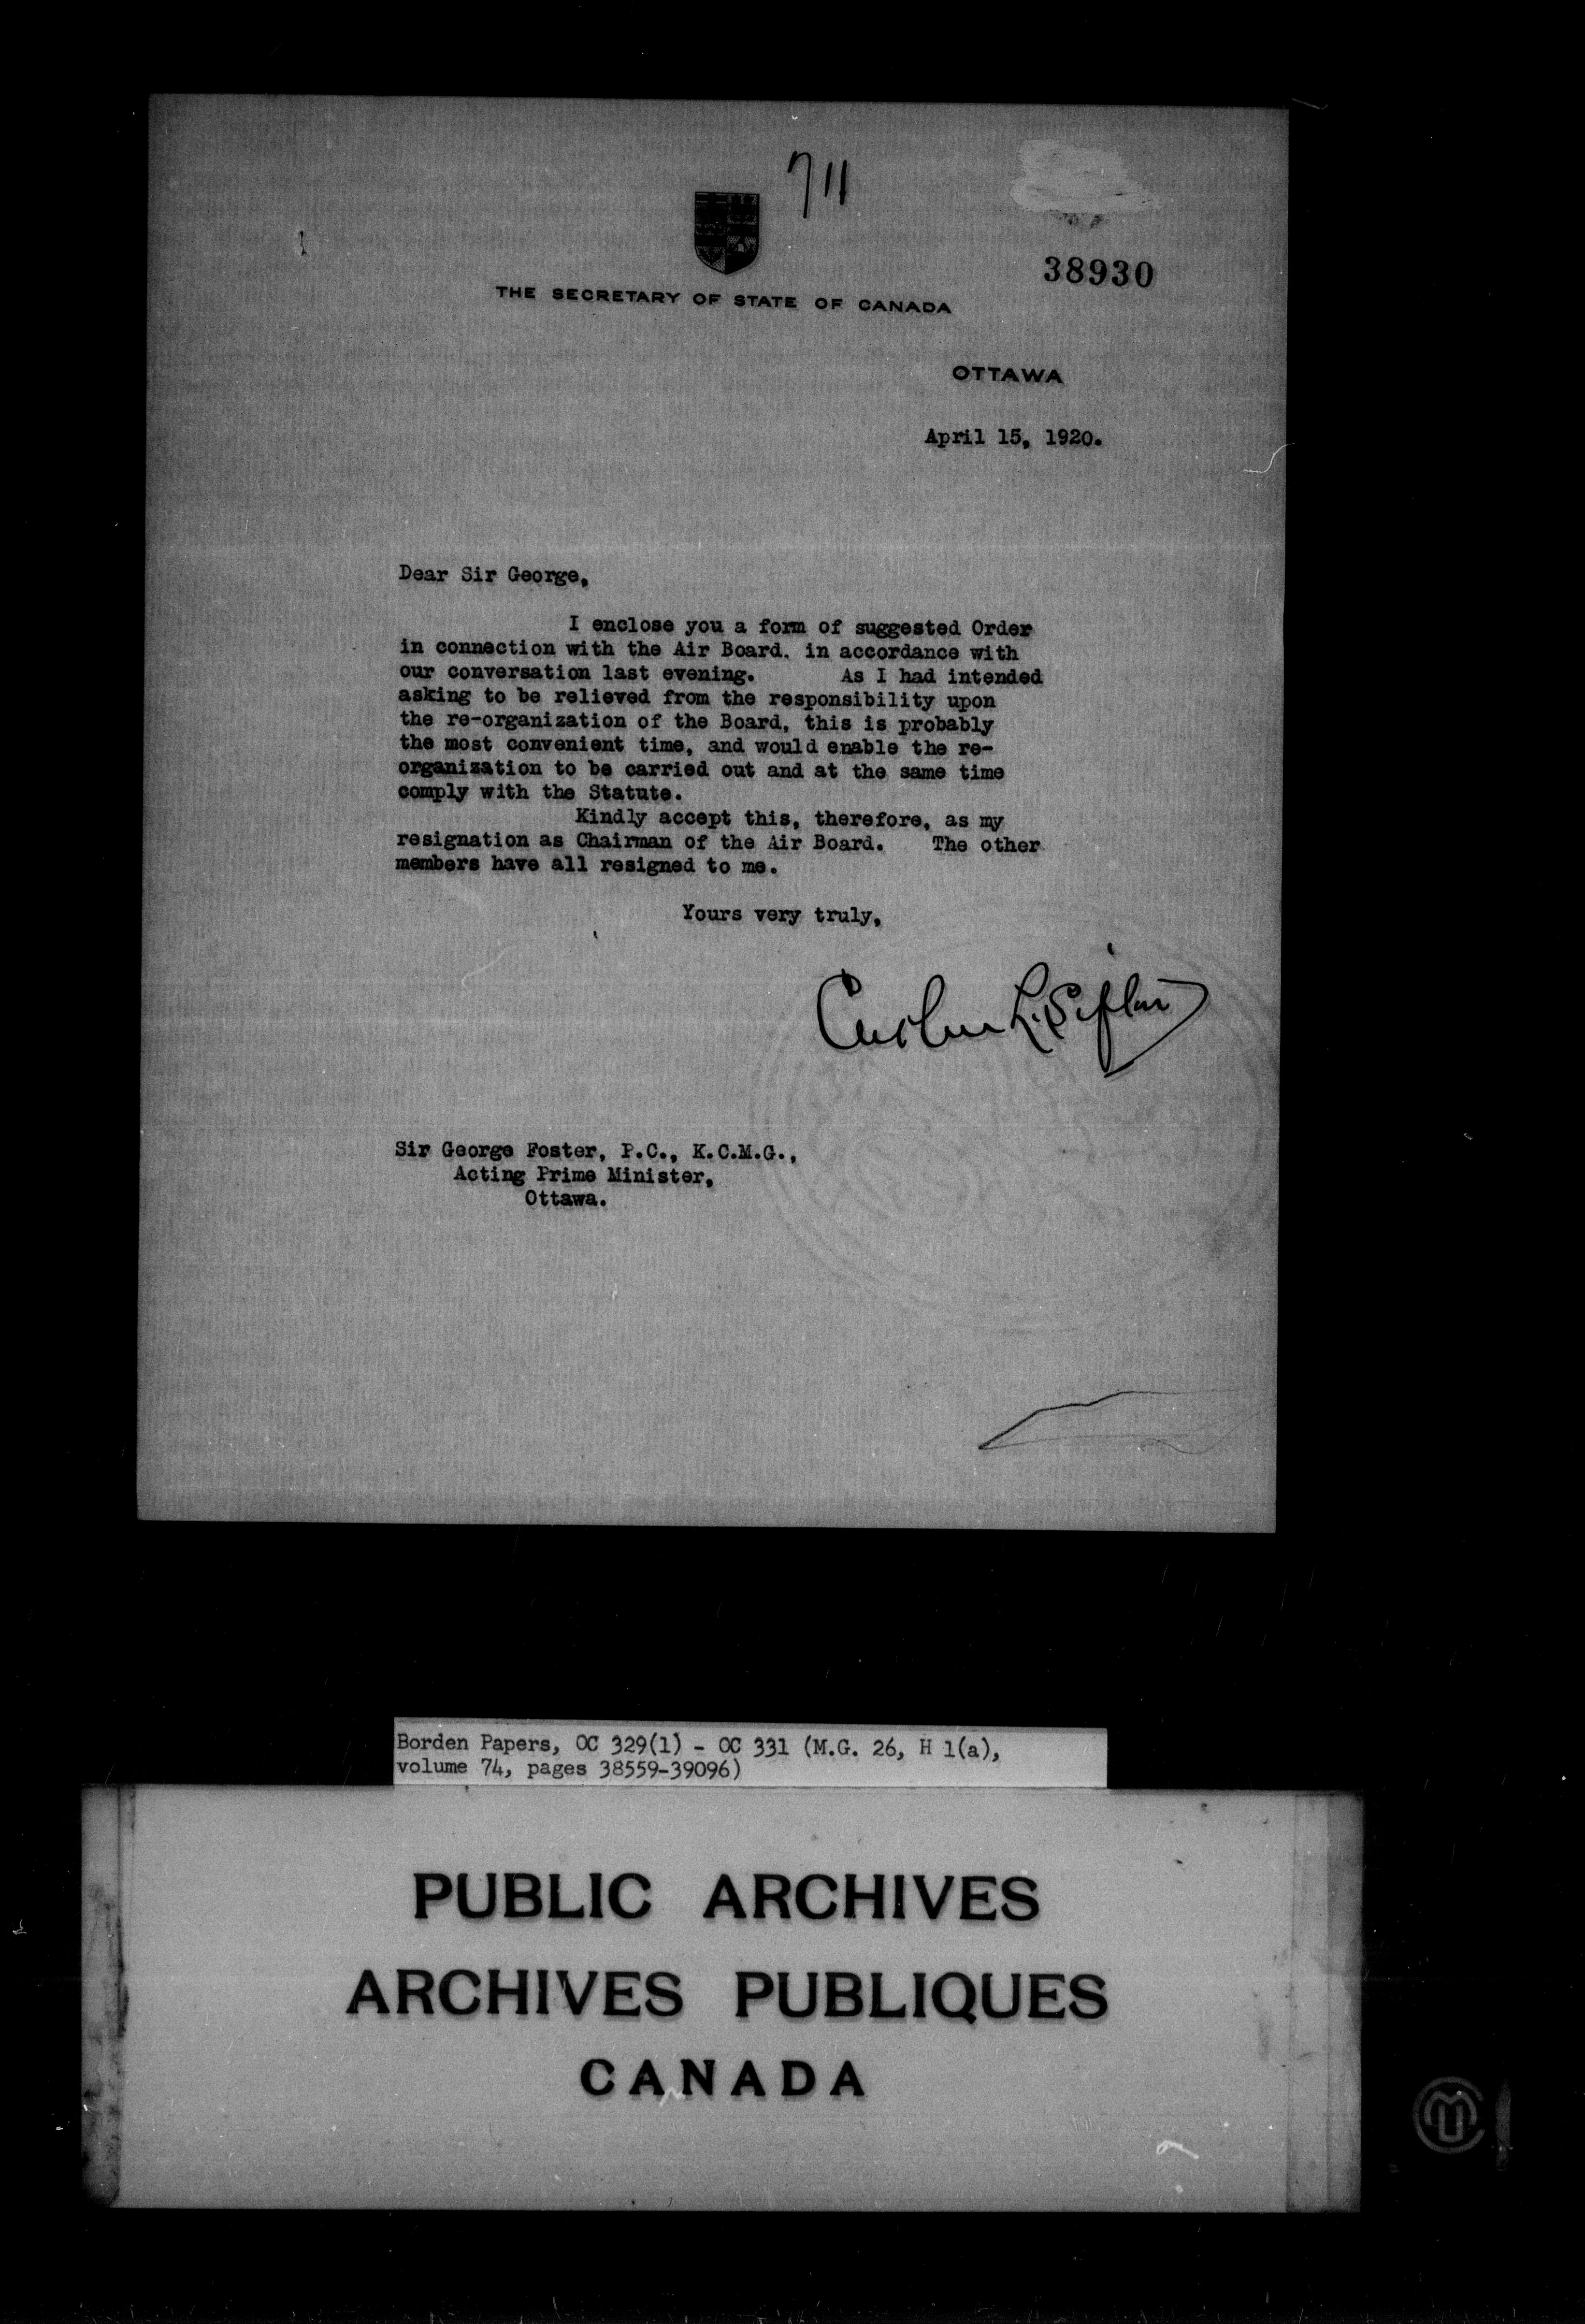 711
38930
THE SECRETARY OF STATE OF CANADA
OTTAWA
April 15, 1920.
Dear Sir George,
I enclose you a form of suggested Order
in connection with the Air Board. in accordance with
our conversation last evening. As I had intended
asking to be relieved from the responsibility upon
the re-organization of the Board, this is probably
the most convenient time, and would enable the re-
organization to be carried out and at the same time
comply with the Statute.
Kindly accept this, therefore, as my
resignation as Chairman of the Air Board. The other
members have all resigned to me.
Yours very truly,
Arthur L. Sifton
Sir George Foster, P.C., K.C.M.G.,
Acting Prime Minister,
Ottawa.
Borden Papers, OC 329(1) - OC 331 (M.G. 26, H 1(a),
volume 74, pages 38559-39096)
PUBLIC ARCHIVES
ARCHIVES PUBLIQUES
CANADA